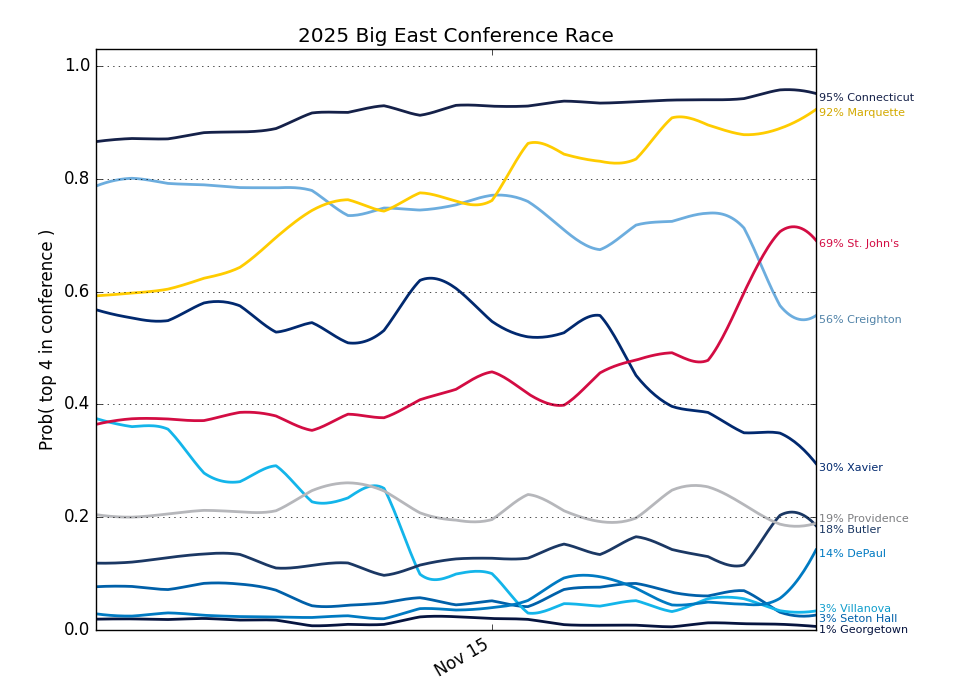 2025 Big East Conference Race
Prob( top 4 in conference )
1.0
0.8
0.6
0.4
0.2
0.0
Nov 15
95% Connecticut
92% Marquette
69% St. John's
56% Creighton
30% Xavier
19% Providence
18% Butler
14% DePaul
3% Villanova
3% Seton Hall
1% Georgetown